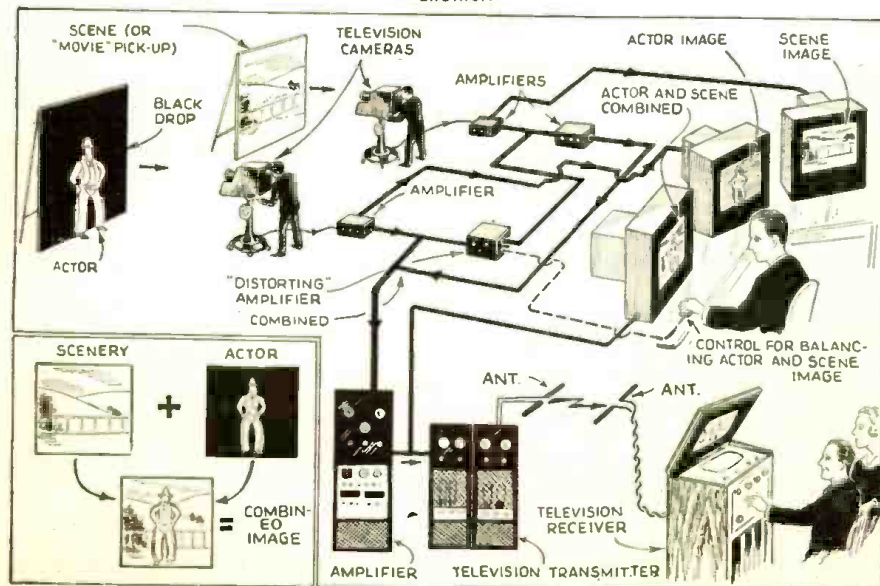 SCENE (OR
"MOVIE" PICK-UP)
TELEVISION
CAMERAS
ACTOR IMAGE
SCENE
IMAGE
AMPLIFIERS
ACTOR AND SCENE
COMBINED
BLACK
DROP
AMPLIFIER
ACTOR
"DISTORTING"
AMPLIFIER
COMBINED
CONTROL FOR BALANC-
ING ACTOR AND SCENE
IMAGE
SCENERY
ACTOR
+
ANT.
ANT.
= COMBIN-
ED
IMAGE
TELEVISION
RECEIVER
AMPLIFIER
TELEVISION TRANSMITTER